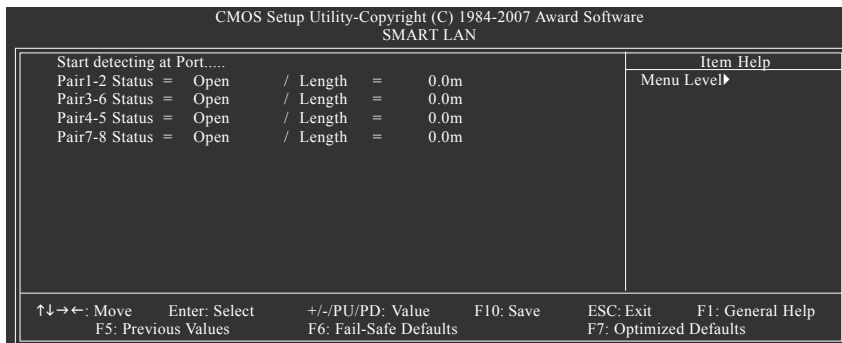 CMOS Setup Utility-Copyright (C) 1984-2007 Award Software
SMART LAN
Start detecting at Port.....
Pair1-2 Status = Open / Length = 0.0m
Pair3-6 Status = Open / Length = 0.0m
Pair4-5 Status = Open / Length = 0.0m
Pair7-8 Status = Open / Length = 0.0m
Item Help
Menu Level▶
↑↓→←: Move Enter: Select +/-/PU/PD: Value F10: Save ESC: Exit F1: General Help
F5: Previous Values F6: Fail-Safe Defaults F7: Optimized Defaults